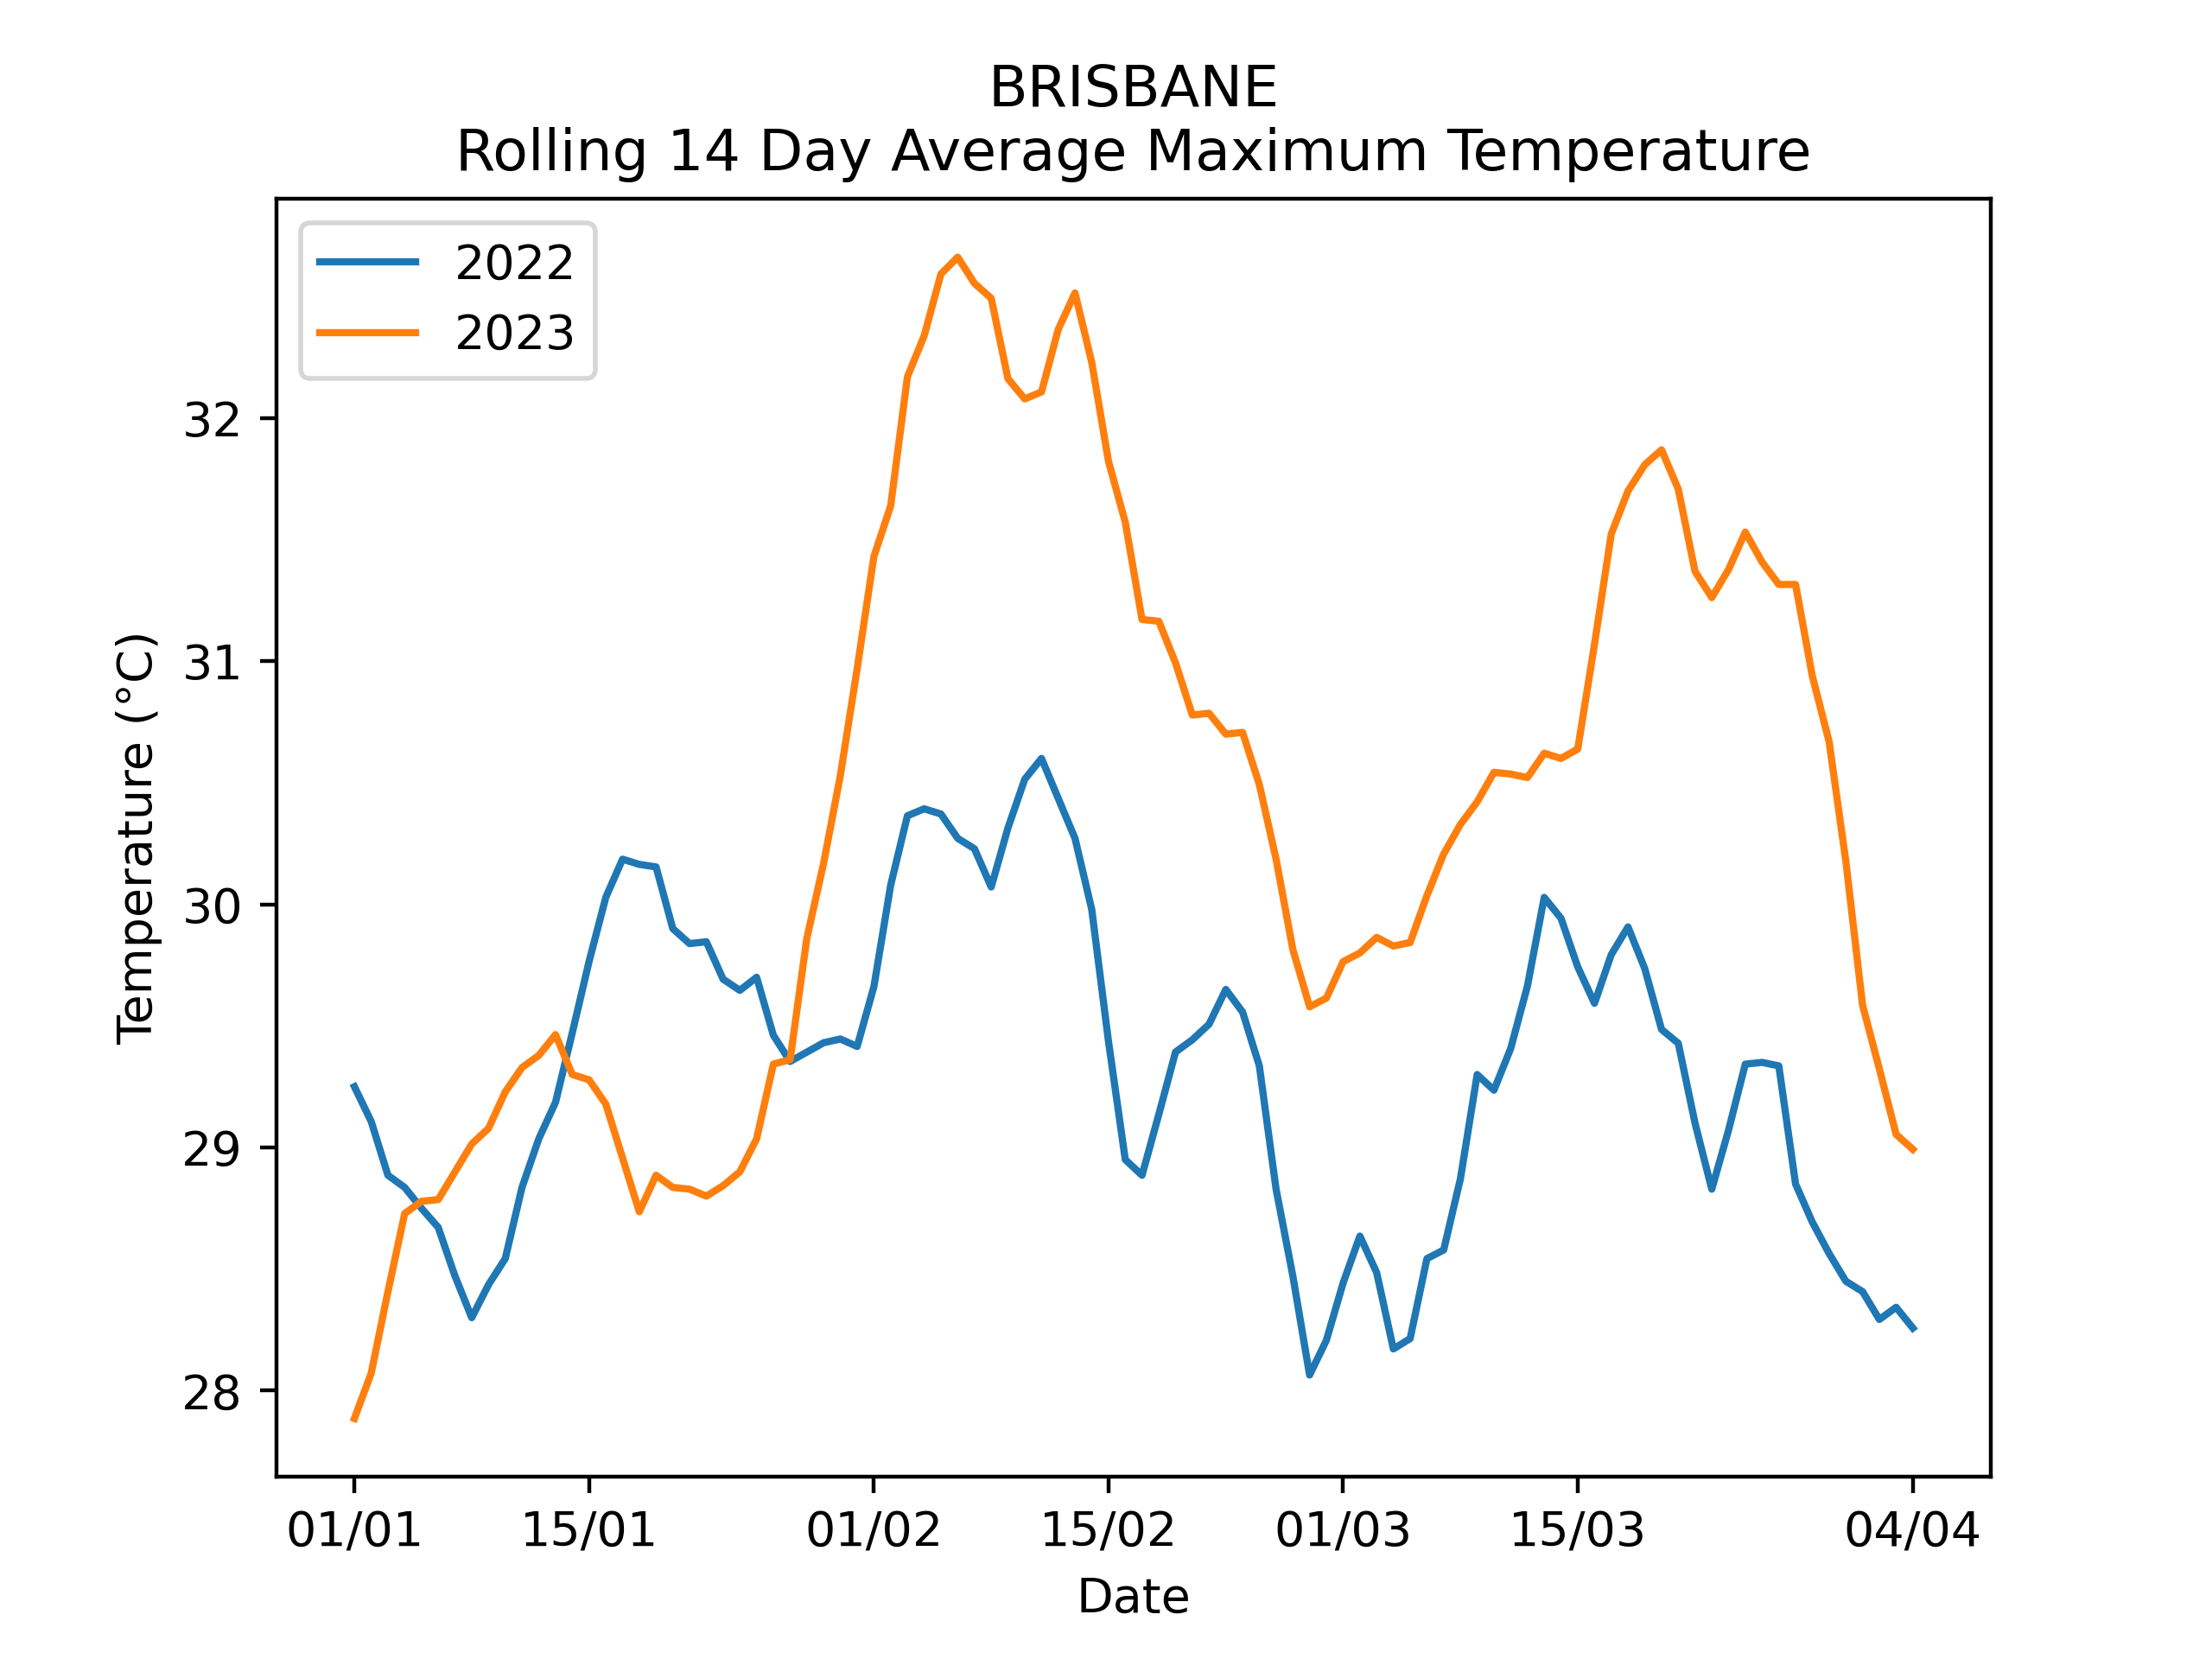 BRISBANE
Rolling 14 Day Average Maximum Temperature
2022
2023
Temperature (°C)
32
31
30
29
28
01/01 15/01 01/02 15/02 01/03 15/03 04/04
Date